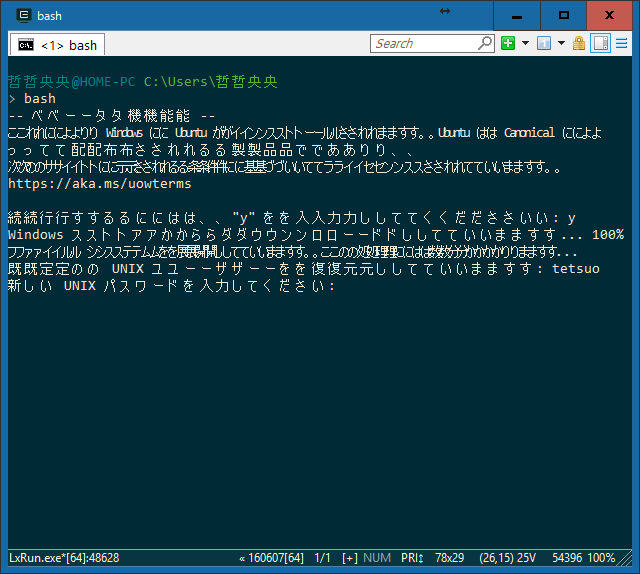 bash
<1> bash
Search
哲哲央央@HOME-PC C:\Users\哲哲央央
> bash
-- ベベーータタ機機能能 --
ここれれにによよりり Windows にに Ubuntu ががイインンスストトーールルさされれまますす。。Ubuntu はは Canonical にによよ
っってて配配布布さされれるる製製品品でであありり、、
次次ののササイイトトにに示示さされれるる条条件件にに基基づづいいててラライイセセンンススさされれてていいまますす。。
https://aka.ms/uowterms
続続行行すするるににはは、、"y" をを入入力力ししててくくだだささいい: y
Windows スストトアアかかららダダウウンンロローードドししてていいまますす... 100%
フファァイイルル シシスステテムムをを展展開開ししてていいまますす。。ここのの処処理理ににはは数数分分かかかかりりまますす...
既既定定のの UNIX ユユーーザザーーをを復復元元ししてていいまますす: tetsuo
新しい UNIX パスワードを入力してください:
LxRun.exe*[64]:48628 « 160607[64] 1/1 [+] NUM PRI↕ 78x29 (26,15) 25V 54396 100%